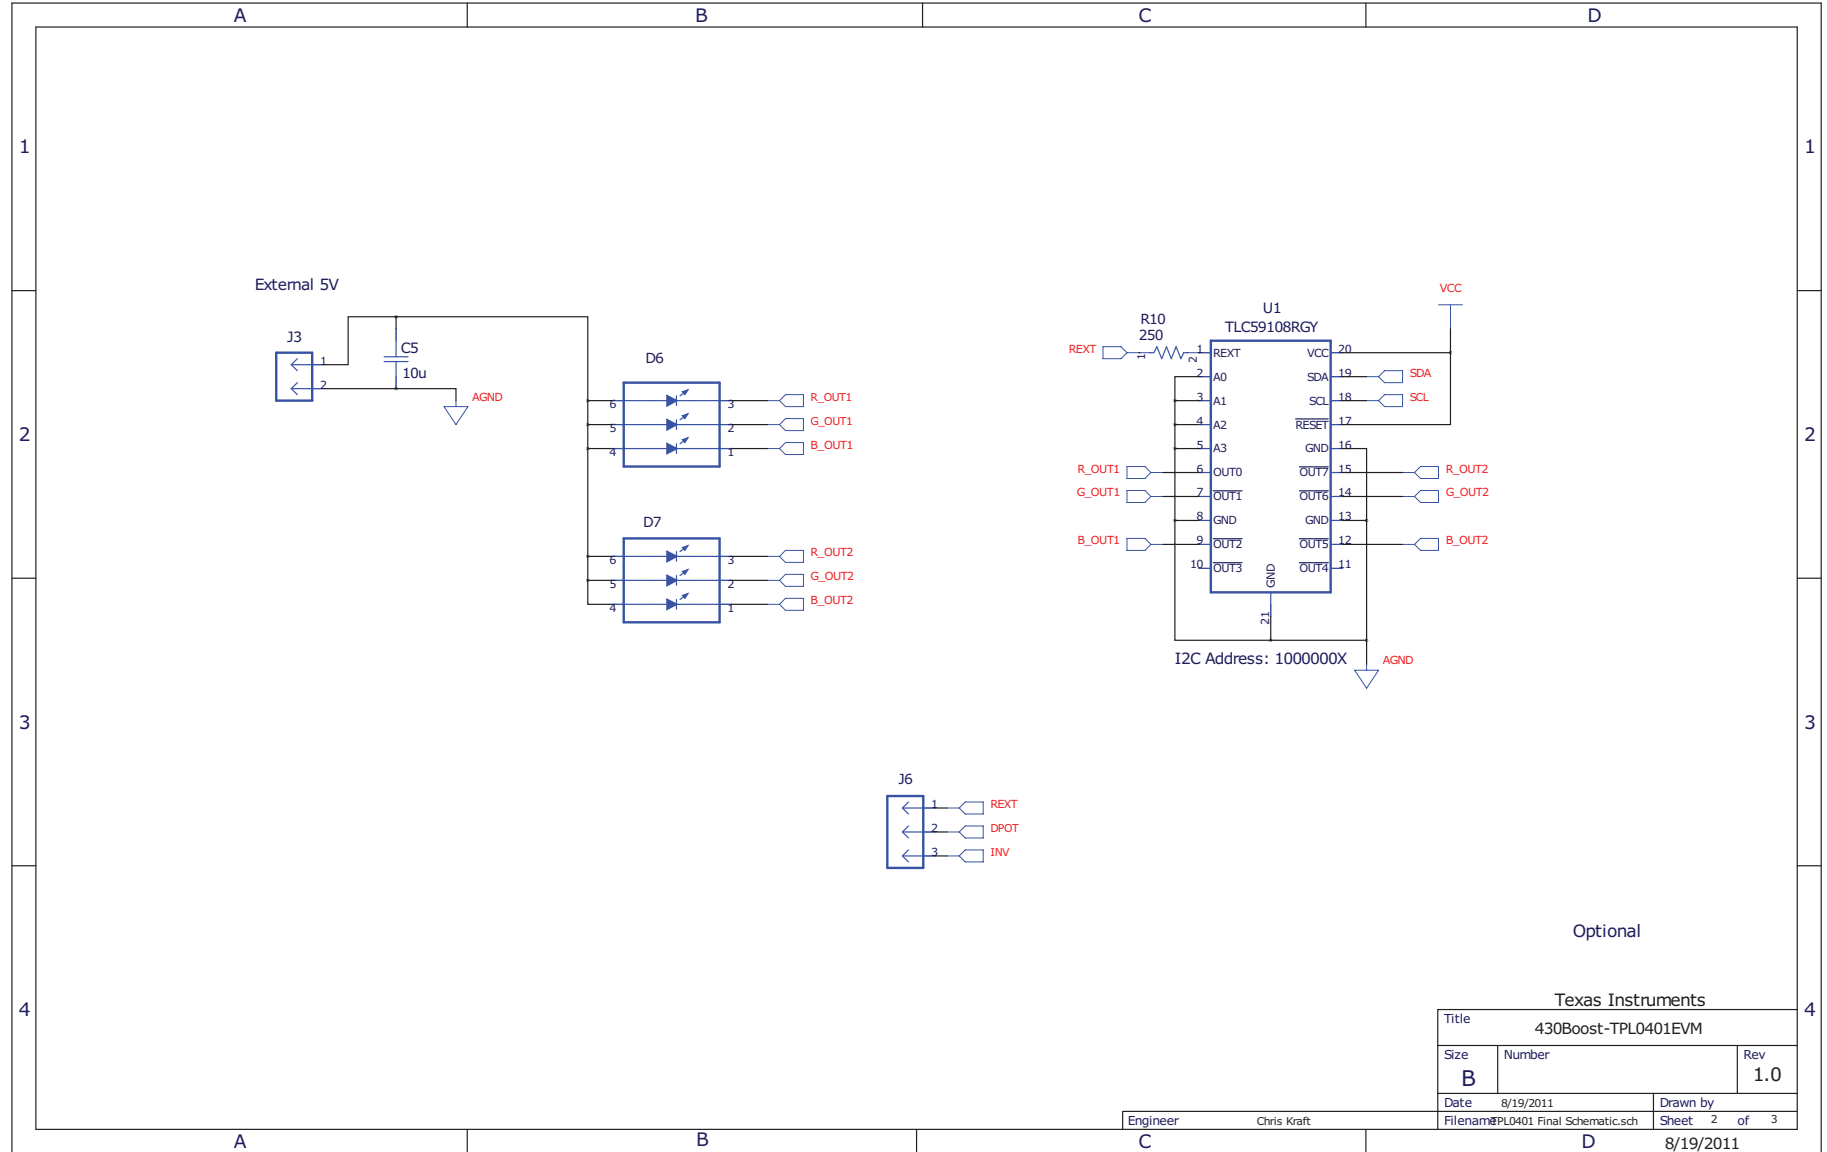 A B C D
1 1
External 5V
J3
1
2
C5
10u
AGND
D6
6 3 R_OUT1
5 2 G_OUT1
4 1 B_OUT1
D7
6 3 R_OUT2
5 2 G_OUT2
4 1 B_OUT2
VCC
U1
TLC59108RGY
R10
250
REXT 1 2 1 REXT VCC 20
2 A0 SDA 19 SDA
3 A1 SCL 18 SCL
4 A2 RESET 17
5 A3 GND 16
R_OUT1 6 OUT0 OUT7 15 R_OUT2
G_OUT1 7 OUT1 OUT6 14 G_OUT2
8 GND GND 13
B_OUT1 9 OUT2 OUT5 12 B_OUT2
10 OUT3 OUT4 11
GND
21
I2C Address: 1000000X
AGND
2 2
3 3
J6
1 REXT
2 DPOT
3 INV
Optional
4 4
Texas Instruments
Title
430Boost-TPL0401EVM
Size Number Rev
B 1.0
Date 8/19/2011 Drawn by
Engineer Chris Kraft Filename TPL0401 Final Schematic.sch Sheet 2 of 3
A B C D
8/19/2011